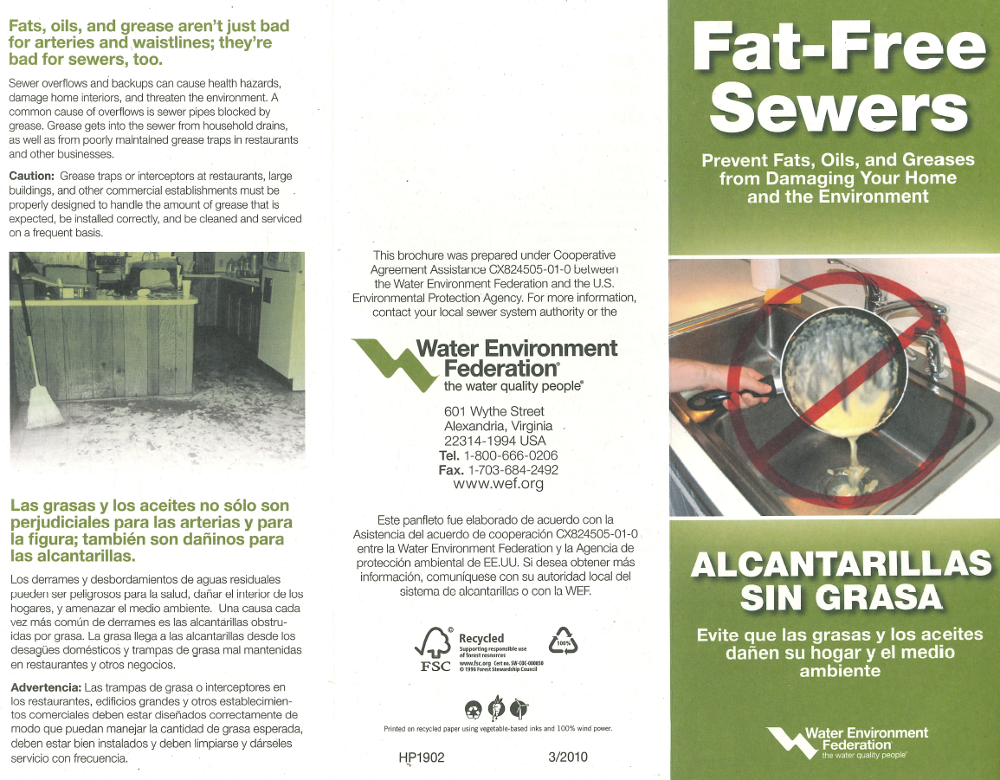 Fats, oils, and grease aren't just bad
for arteries and waistlines; they're
bad for sewers, too.
Sewer overflows and backups can cause health hazards,
damage home interiors, and threaten the environment. A
common cause of overflows is sewer pipes blocked by
grease. Grease gets into the sewer from household drains,
as well as from poorly maintained grease traps in restaurants
and other businesses.
Caution: Grease traps or interceptors at restaurants, large
buildings, and other commercial establishments must be
properly designed to handle the amount of grease that is
expected, be installed correctly, and be cleaned and serviced
on a frequent basis.
Las grasas y los aceites no sólo son
perjudiciales para las arterias y para
la figura; también son dañinos para
las alcantarillas.
Los derrames y desbordamientos de aguas residuales
pueden ser peligrosos para la salud, dañar el interior de los
hogares, y amenazar el medio ambiente. Una causa cada
vez más común de derrames es las alcantarillas obstru-
idas por grasa. La grasa llega a las alcantarillas desde los
desagües domésticos y trampas de grasa mal mantenidas
en restaurantes y otros negocios.
Advertencia: Las trampas de grasa o interceptores en
los restaurantes, edificios grandes y otros establecimien-
tos comerciales deben estar diseñados correctamente de
modo que puedan manejar la cantidad de grasa esperada,
deben estar bien instalados y deben limpiarse y dárseles
servicio con frecuencia.
This brochure was prepared under Cooperative
Agreement Assistance CX824505-01-0 between
the Water Environment Federation and the U.S.
Environmental Protection Agency. For more information,
contact your local sewer system authority or the
Water Environment
Federation®
the water quality people®
601 Wythe Street
Alexandria, Virginia
22314-1994 USA
Tel. 1-800-666-0206
Fax. 1-703-684-2492
www.wef.org
Este panfleto fue elaborado de acuerdo con la
Asistencia del acuerdo de cooperación CX824505-01-0
entre la Water Environment Federation y la Agencia de
protección ambiental de EE.UU. Si desea obtener más
información, comuníquese con su autoridad local del
sistema de alcantarillas o con la WEF.
©
FSC
Recycled
Supporting responsible use
of forest resources
www.fsc.org Cert no. SW-COC-000850
© 1996 Forest Stewardship Council
100%
Printed on recycled paper using vegetable-based inks and 100% wind power.
HP1902 3/2010
Fat-Free
Sewers
Prevent Fats, Oils, and Greases
from Damaging Your Home
and the Environment
ALCANTARILLAS
SIN GRASA
Evite que las grasas y los aceites
dañen su hogar y el medio
ambiente
Water Environment
Federation®
the water quality people®